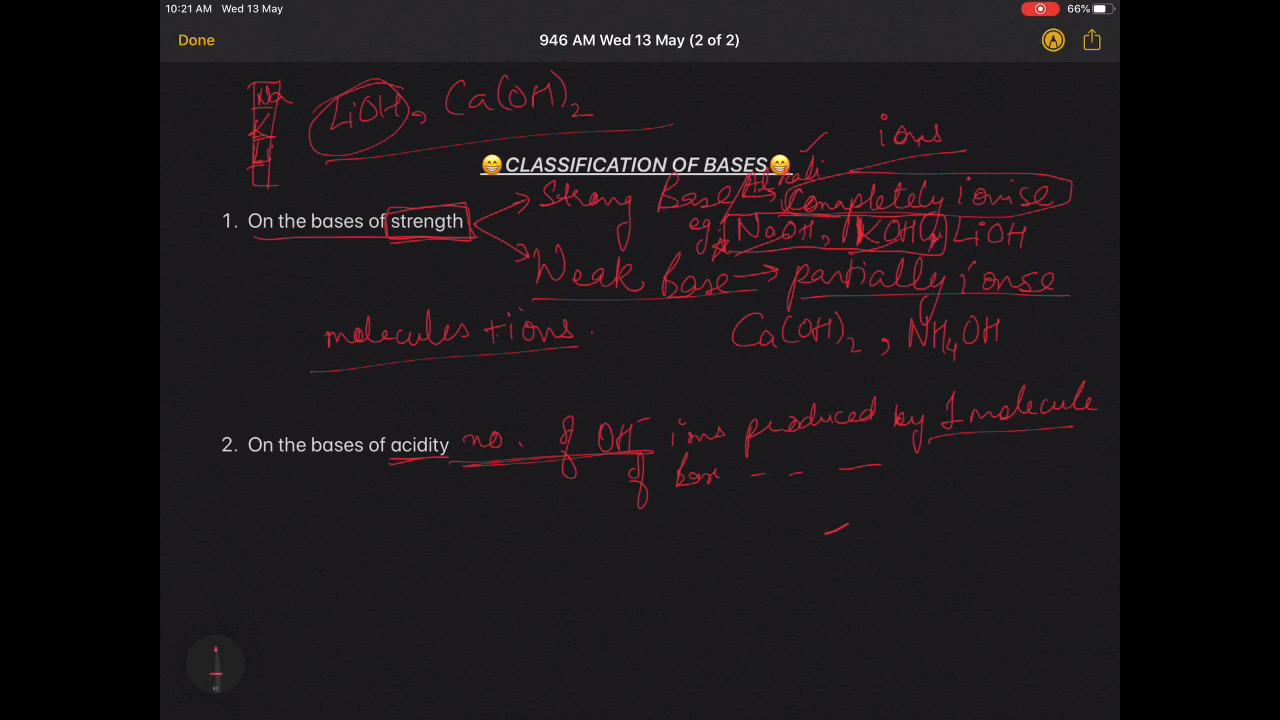 10:21 AM Wed 13 May 66%
Done 946 AM Wed 13 May (2 of 2)
Na
K
Li
LiOH, Ca(OH)2
ions
😁CLASSIFICATION OF BASES😁
Strong Base/Alkali → Completely ionise
1. On the bases of strength
eg. NaOH, KOH, LiOH
Weak Base → partially ionse
molecules + ions.
Ca(OH)2, NH4OH
2. On the bases of acidity no. of OH- ions produced by 1 molecule
of base - - -